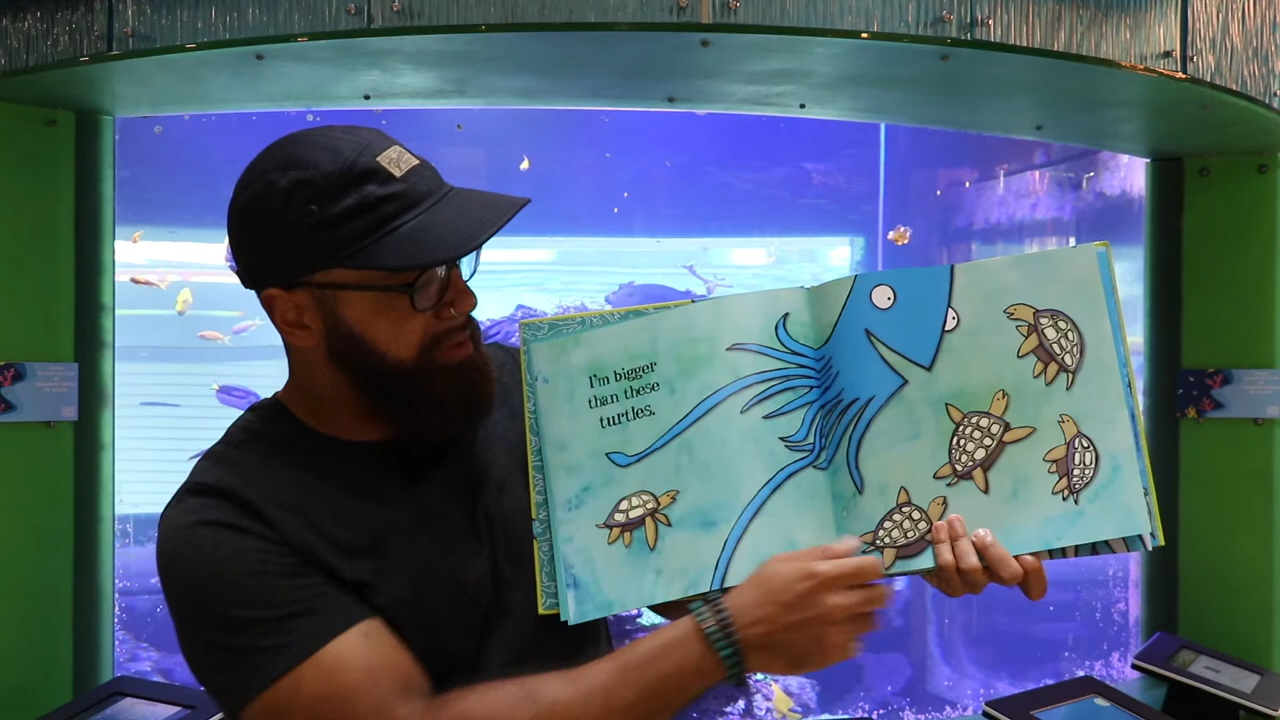 I'm bigger
than these
turtles.